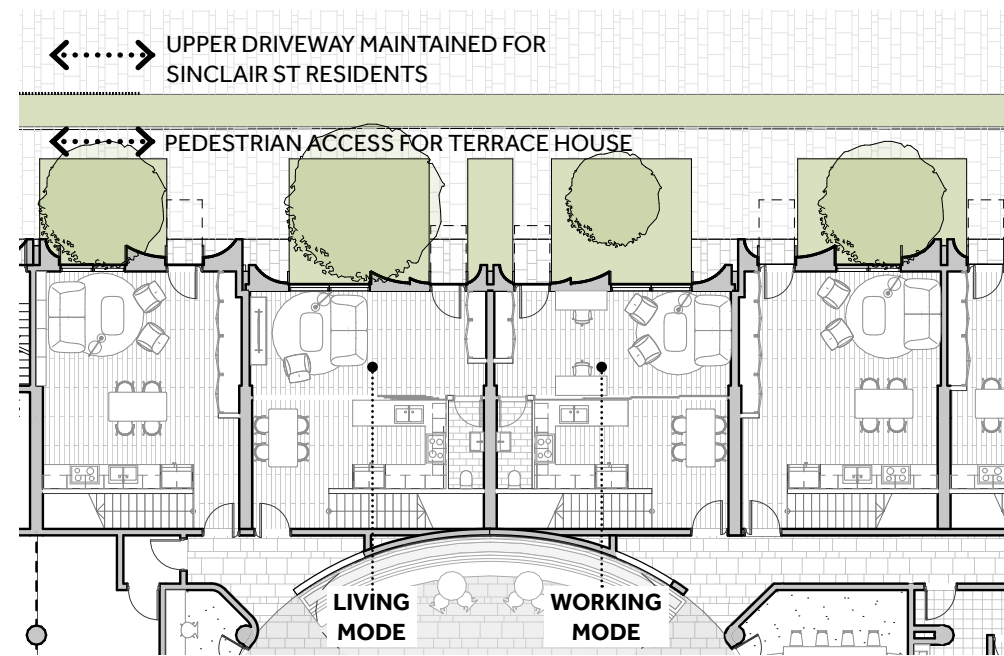 UPPER DRIVEWAY MAINTAINED FOR
SINCLAIR ST RESIDENTS
PEDESTRIAN ACCESS FOR TERRACE HOUSE
LIVING
MODE
WORKING
MODE